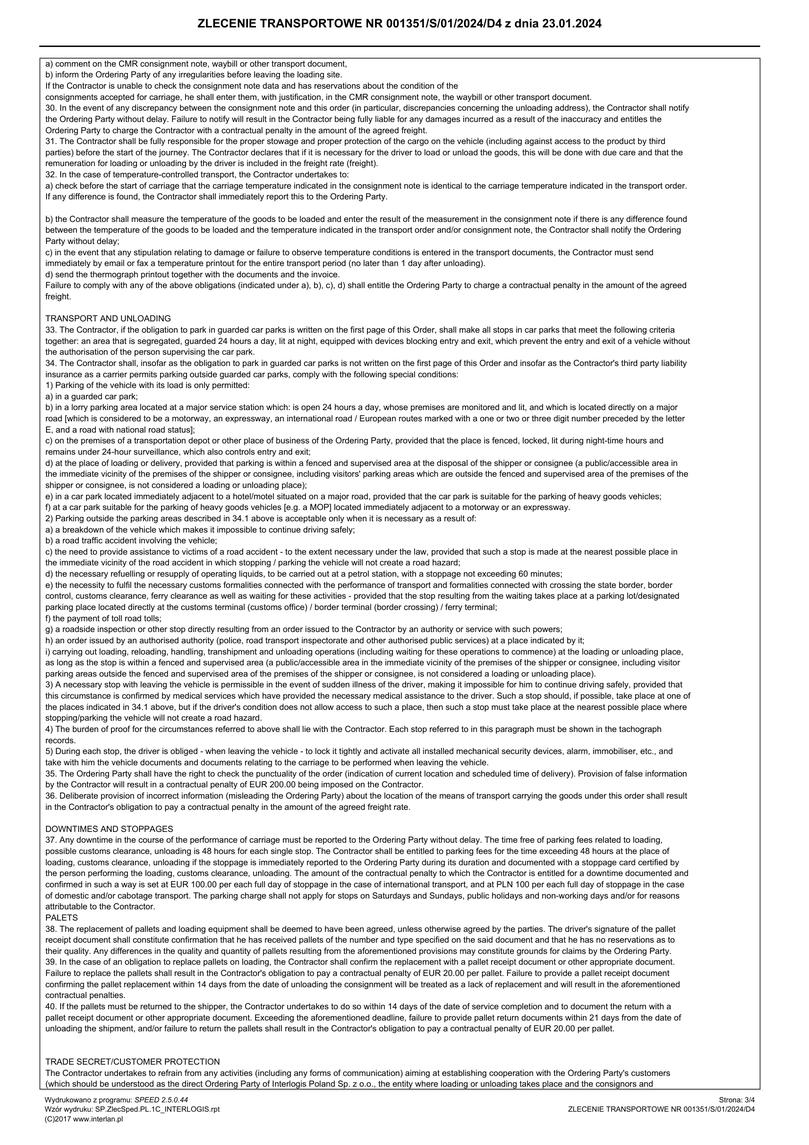 ZLECENIE TRANSPORTOWE NR 001351/S/01/2024/D4 z dnia 23.01.2024
a) comment on the CMR consignment note, waybill or other transport document,
b) inform the Ordering Party of any irregularities before leaving the loading site.
If the Contractor is unable to check the consignment note data and has reservations about the condition of the
consignments accepted for carriage, he shall enter them, with justification, in the CMR consignment note, the waybill or other transport document.
30. In the event of any discrepancy between the consignment note and this order (in particular, discrepancies concerning the unloading address), the Contractor shall notify
the Ordering Party without delay. Failure to notify will result in the Contractor being fully liable for any damages incurred as a result of the inaccuracy and entitles the
Ordering Party to charge the Contractor with a contractual penalty in the amount of the agreed freight.
31. The Contractor shall be fully responsible for the proper stowage and proper protection of the cargo on the vehicle (including against access to the product by third
parties) before the start of the journey. The Contractor declares that if it is necessary for the driver to load or unload the goods, this will be done with due care and that the
remuneration for loading or unloading by the driver is included in the freight rate (freight).
32. In the case of temperature-controlled transport, the Contractor undertakes to:
a) check before the start of carriage that the carriage temperature indicated in the consignment note is identical to the carriage temperature indicated in the transport order.
If any difference is found, the Contractor shall immediately report this to the Ordering Party.
b) the Contractor shall measure the temperature of the goods to be loaded and enter the result of the measurement in the consignment note if there is any difference found
between the temperature of the goods to be loaded and the temperature indicated in the transport order and/or consignment note, the Contractor shall notify the Ordering
Party without delay;
c) in the event that any stipulation relating to damage or failure to observe temperature conditions is entered in the transport documents, the Contractor must send
immediately by email or fax a temperature printout for the entire transport period (no later than 1 day after unloading).
d) send the thermograph printout together with the documents and the invoice.
Failure to comply with any of the above obligations (indicated under a), b), c), d) shall entitle the Ordering Party to charge a contractual penalty in the amount of the agreed
freight.
TRANSPORT AND UNLOADING
33. The Contractor, if the obligation to park in guarded car parks is written on the first page of this Order, shall make all stops in car parks that meet the following criteria
together: an area that is segregated, guarded 24 hours a day, lit at night, equipped with devices blocking entry and exit, which prevent the entry and exit of a vehicle without
the authorisation of the person supervising the car park.
34. The Contractor shall, insofar as the obligation to park in guarded car parks is not written on the first page of this Order and insofar as the Contractor's third party liability
insurance as a carrier permits parking outside guarded car parks, comply with the following special conditions:
1) Parking of the vehicle with its load is only permitted:
a) in a guarded car park;
b) in a lorry parking area located at a major service station which: is open 24 hours a day, whose premises are monitored and lit, and which is located directly on a major
road [which is considered to be a motorway, an expressway, an international road / European routes marked with a one or two or three digit number preceded by the letter
E, and a road with national road status];
c) on the premises of a transportation depot or other place of business of the Ordering Party, provided that the place is fenced, locked, lit during night-time hours and
remains under 24-hour surveillance, which also controls entry and exit;
d) at the place of loading or delivery, provided that parking is within a fenced and supervised area at the disposal of the shipper or consignee (a public/accessible area in
the immediate vicinity of the premises of the shipper or consignee, including visitors' parking areas which are outside the fenced and supervised area of the premises of the
shipper or consignee, is not considered a loading or unloading place);
e) in a car park located immediately adjacent to a hotel/motel situated on a major road, provided that the car park is suitable for the parking of heavy goods vehicles;
f) at a car park suitable for the parking of heavy goods vehicles [e.g. a MOP] located immediately adjacent to a motorway or an expressway.
2) Parking outside the parking areas described in 34.1 above is acceptable only when it is necessary as a result of:
a) a breakdown of the vehicle which makes it impossible to continue driving safely;
b) a road traffic accident involving the vehicle;
c) the need to provide assistance to victims of a road accident - to the extent necessary under the law, provided that such a stop is made at the nearest possible place in
the immediate vicinity of the road accident in which stopping / parking the vehicle will not create a road hazard;
d) the necessary refuelling or resupply of operating liquids, to be carried out at a petrol station, with a stoppage not exceeding 60 minutes;
e) the necessity to fulfil the necessary customs formalities connected with the performance of transport and formalities connected with crossing the state border, border
control, customs clearance, ferry clearance as well as waiting for these activities - provided that the stop resulting from the waiting takes place at a parking lot/designated
parking place located directly at the customs terminal (customs office) / border terminal (border crossing) / ferry terminal;
f) the payment of toll road tolls;
g) a roadside inspection or other stop directly resulting from an order issued to the Contractor by an authority or service with such powers;
h) an order issued by an authorised authority (police, road transport inspectorate and other authorised public services) at a place indicated by it;
i) carrying out loading, reloading, handling, transhipment and unloading operations (including waiting for these operations to commence) at the loading or unloading place,
as long as the stop is within a fenced and supervised area (a public/accessible area in the immediate vicinity of the premises of the shipper or consignee, including visitor
parking areas outside the fenced and supervised area of the premises of the shipper or consignee, is not considered a loading or unloading place).
3) A necessary stop with leaving the vehicle is permissible in the event of sudden illness of the driver, making it impossible for him to continue driving safely, provided that
this circumstance is confirmed by medical services which have provided the necessary medical assistance to the driver. Such a stop should, if possible, take place at one of
the places indicated in 34.1 above, but if the driver's condition does not allow access to such a place, then such a stop must take place at the nearest possible place where
stopping/parking the vehicle will not create a road hazard.
4) The burden of proof for the circumstances referred to above shall lie with the Contractor. Each stop referred to in this paragraph must be shown in the tachograph
records.
5) During each stop, the driver is obliged - when leaving the vehicle - to lock it tightly and activate all installed mechanical security devices, alarm, immobiliser, etc., and
take with him the vehicle documents and documents relating to the carriage to be performed when leaving the vehicle.
35. The Ordering Party shall have the right to check the punctuality of the order (indication of current location and scheduled time of delivery). Provision of false information
by the Contractor will result in a contractual penalty of EUR 200.00 being imposed on the Contractor.
36. Deliberate provision of incorrect information (misleading the Ordering Party) about the location of the means of transport carrying the goods under this order shall result
in the Contractor's obligation to pay a contractual penalty in the amount of the agreed freight rate.
DOWNTIMES AND STOPPAGES
37. Any downtime in the course of the performance of carriage must be reported to the Ordering Party without delay. The time free of parking fees related to loading,
possible customs clearance, unloading is 48 hours for each single stop. The Contractor shall be entitled to parking fees for the time exceeding 48 hours at the place of
loading, customs clearance, unloading if the stoppage is immediately reported to the Ordering Party during its duration and documented with a stoppage card certified by
the person performing the loading, customs clearance, unloading. The amount of the contractual penalty to which the Contractor is entitled for a downtime documented and
confirmed in such a way is set at EUR 100.00 per each full day of stoppage in the case of international transport, and at PLN 100 per each full day of stoppage in the case
of domestic and/or cabotage transport. The parking charge shall not apply for stops on Saturdays and Sundays, public holidays and non-working days and/or for reasons
attributable to the Contractor.
PALETS
38. The replacement of pallets and loading equipment shall be deemed to have been agreed, unless otherwise agreed by the parties. The driver's signature of the pallet
receipt document shall constitute confirmation that he has received pallets of the number and type specified on the said document and that he has no reservations as to
their quality. Any differences in the quality and quantity of pallets resulting from the aforementioned provisions may constitute grounds for claims by the Ordering Party.
39. In the case of an obligation to replace pallets on loading, the Contractor shall confirm the replacement with a pallet receipt document or other appropriate document.
Failure to replace the pallets shall result in the Contractor's obligation to pay a contractual penalty of EUR 20.00 per pallet. Failure to provide a pallet receipt document
confirming the pallet replacement within 14 days from the date of unloading the consignment will be treated as a lack of replacement and will result in the aforementioned
contractual penalties.
40. If the pallets must be returned to the shipper, the Contractor undertakes to do so within 14 days of the date of service completion and to document the return with a
pallet receipt document or other appropriate document. Exceeding the aforementioned deadline, failure to provide pallet return documents within 21 days from the date of
unloading the shipment, and/or failure to return the pallets shall result in the Contractor's obligation to pay a contractual penalty of EUR 20.00 per pallet.
TRADE SECRET/CUSTOMER PROTECTION
The Contractor undertakes to refrain from any activities (including any forms of communication) aiming at establishing cooperation with the Ordering Party's customers
(which should be understood as the direct Ordering Party of Interlogis Poland Sp. z o.o., the entity where loading or unloading takes place and the consignors and
Wydrukowano z programu: SPEED 2.5.0.44
Wzór wydruku: SP.ZlecSped.PL.1C_INTERLOGIS.rpt
(C)2017 www.interlan.pl
Strona: 3/4
ZLECENIE TRANSPORTOWE NR 001351/S/01/2024/D4